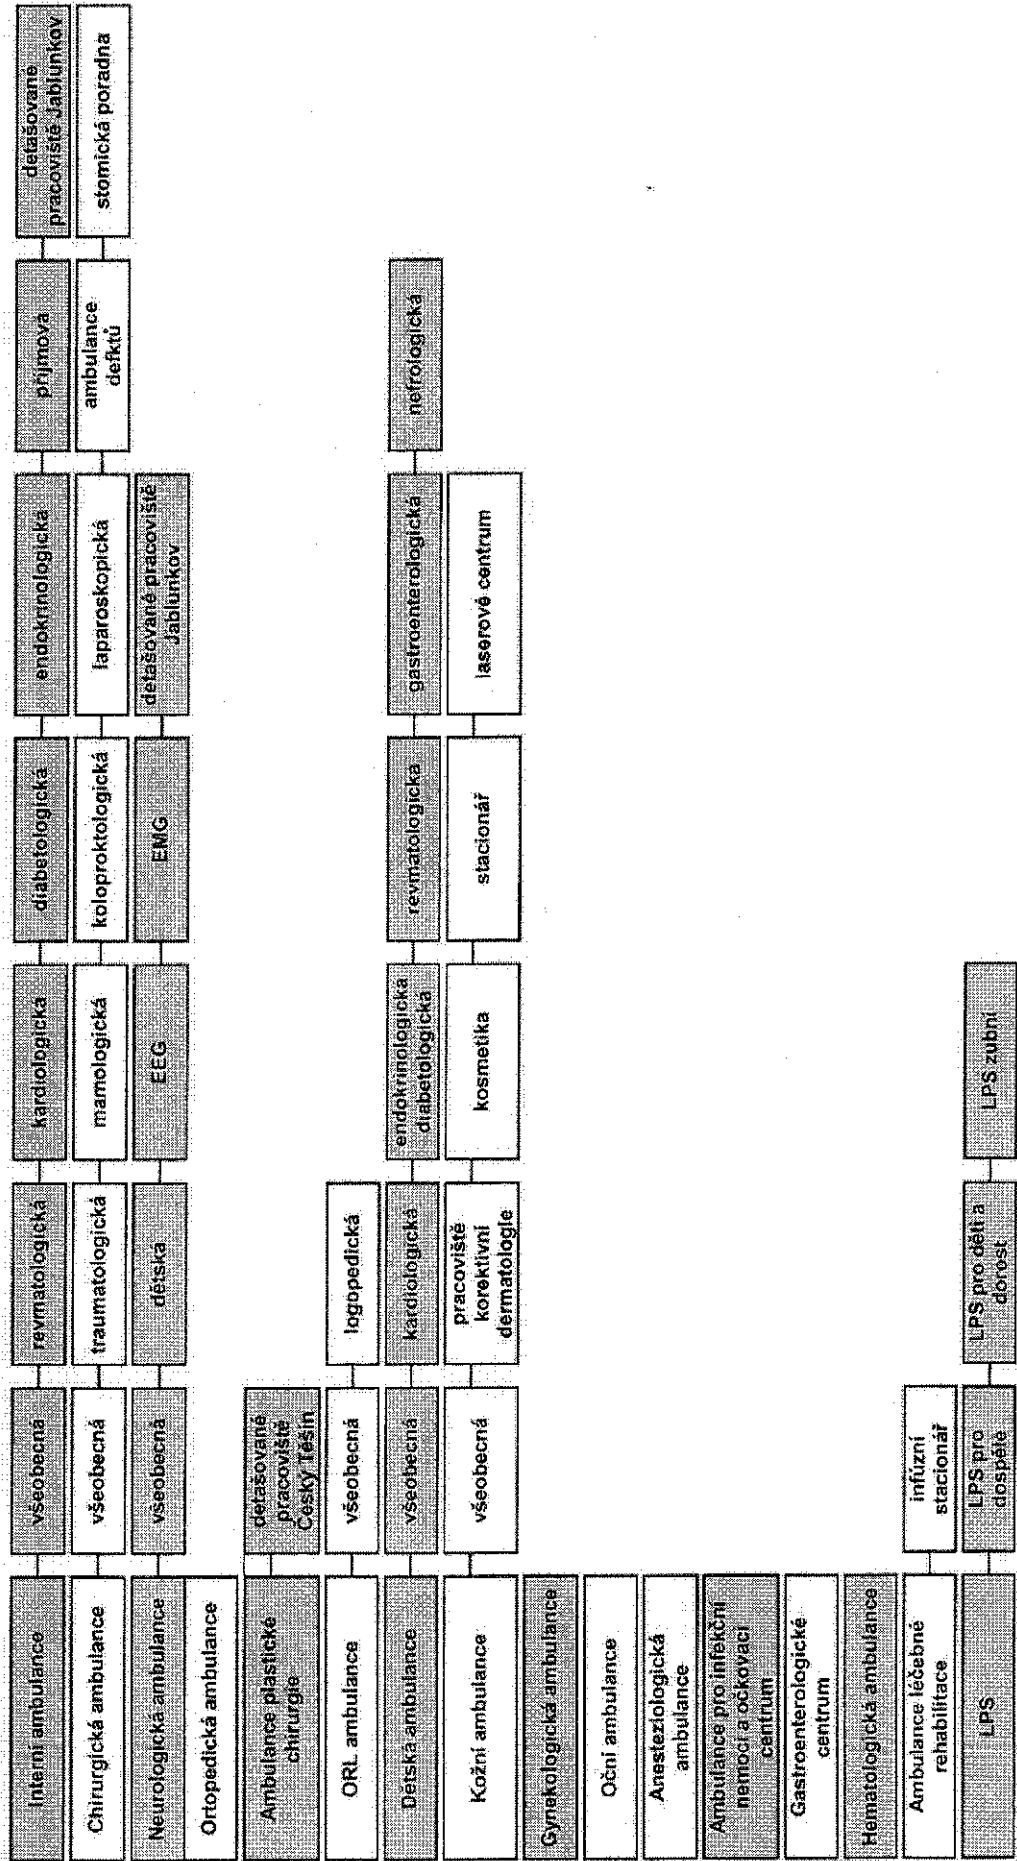 Interní ambulance
všeobecná
revmatologická
kardiologická
diabetologická
endokrinologická
příjmová
detašované
pracoviště Jablunkov
Chirurgická ambulance
všeobecná
traumatologická
mamologická
koloproktologická
laparoskopická
ambulance
defktů
stomická poradna
Neurologická ambulance
všeobecná
dětská
EEG
EMG
detašované pracoviště
Jablunkov
Ortopedická ambulance
Ambulance plastické
chirurgie
detašované
pracoviště
Český Těšín
ORL ambulance
všeobecná
logopedická
Dětská ambulance
všeobecná
kardiologická
endokrinologická
diabetologická
revmatologická
gastroenterologická
nefrologická
Kožní ambulance
všeobecná
pracoviště
korektivní
dermatologie
kosmetika
stacionář
laserové centrum
Gynekologická ambulance
Oční ambulance
Anesteziologická
ambulance
Ambulance pro infekční
nemoci a očkovací
centrum
Gastroenterologické
centrum
Hematologická ambulance
Ambulance léčebné
rehabilitace
infúzní
stacionář
LPS
LPS pro
dospělé
LPS pro děti a
dorost
LPS zubní